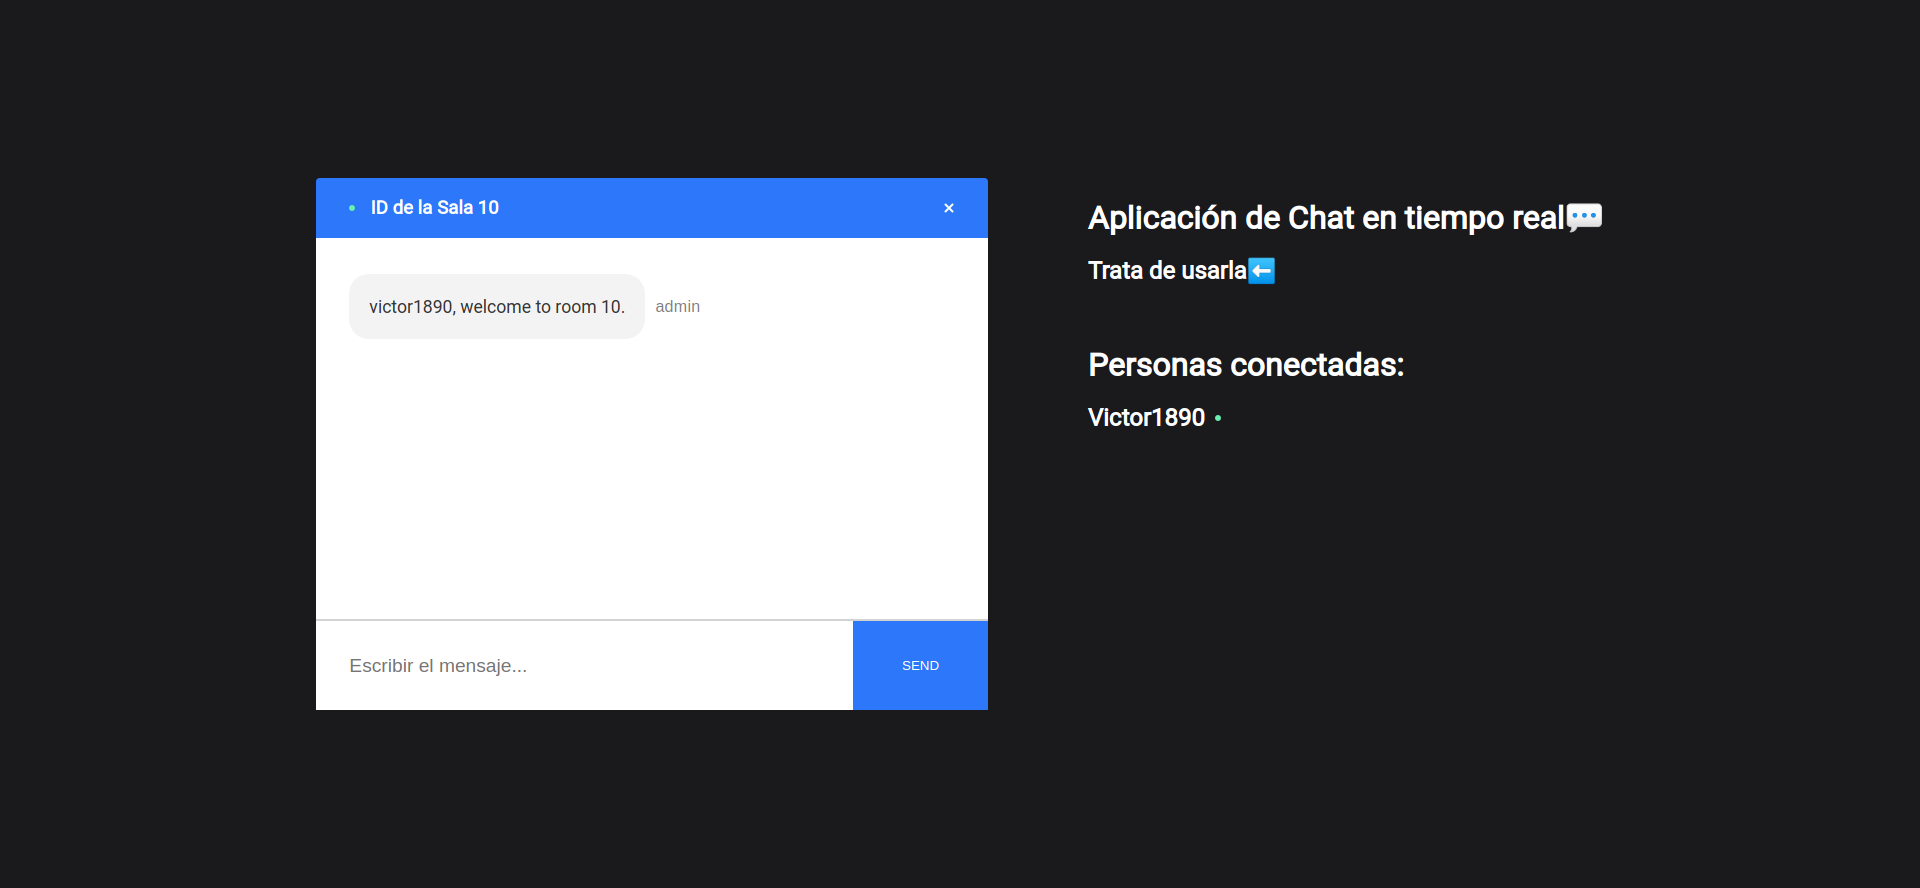 ID de la Sala 10
×
victor1890, welcome to room 10.
admin
Escribir el mensaje...
SEND
Aplicación de Chat en tiempo real💬
Trata de usarla⬅️
Personas conectadas:
Victor1890